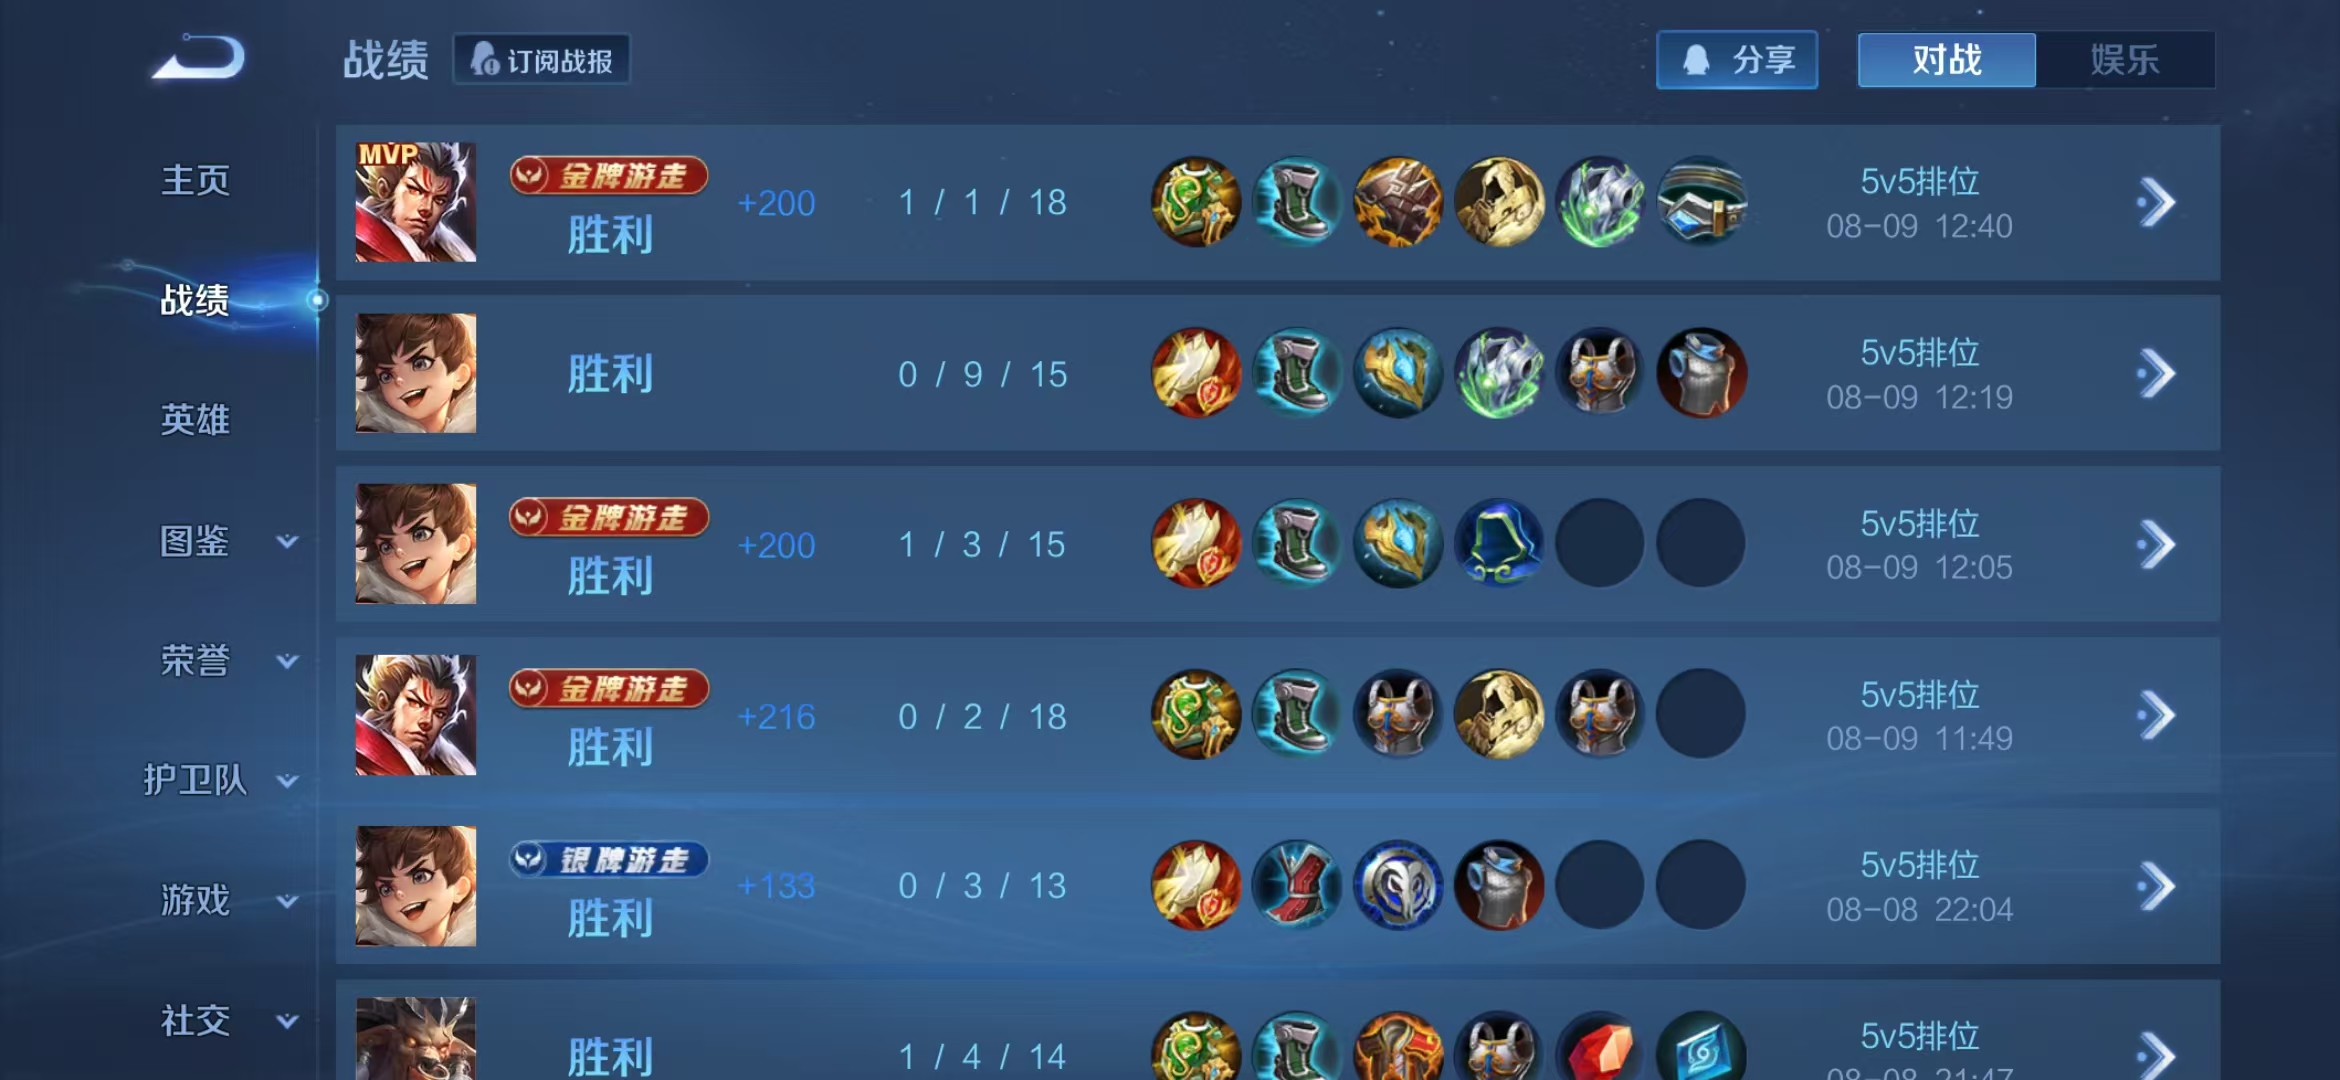 战绩
订阅战报
分享
对战
娱乐
主页
战绩
英雄
图鉴
荣誉
护卫队
游戏
社交
MVP
金牌游走
胜利
+200
1 / 1 / 18
5v5排位
08-09 12:40
胜利
0 / 9 / 15
5v5排位
08-09 12:19
金牌游走
胜利
+200
1 / 3 / 15
5v5排位
08-09 12:05
金牌游走
胜利
+216
0 / 2 / 18
5v5排位
08-09 11:49
银牌游走
胜利
+133
0 / 3 / 13
5v5排位
08-08 22:04
胜利
1 / 4 / 14
5v5排位
08-08 21:47